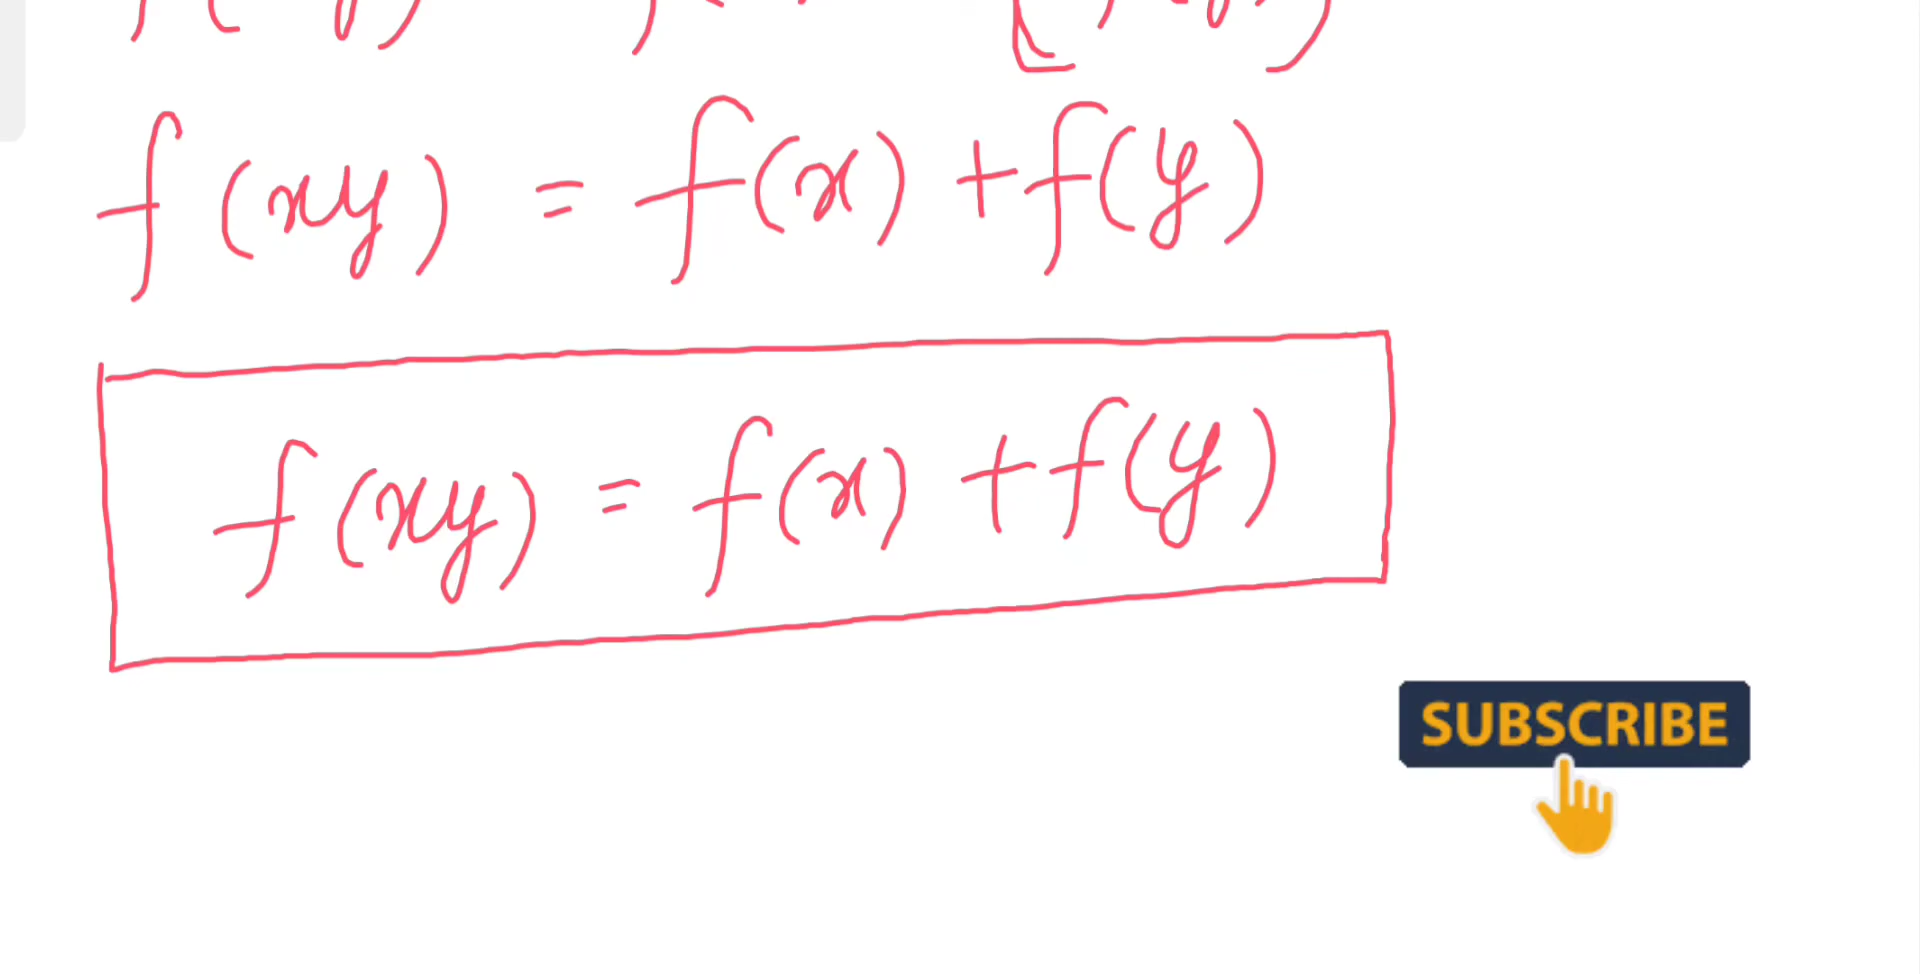 f(xy) = f(x) + f(y)
f(xy) = f(x) + f(y)
SUBSCRIBE